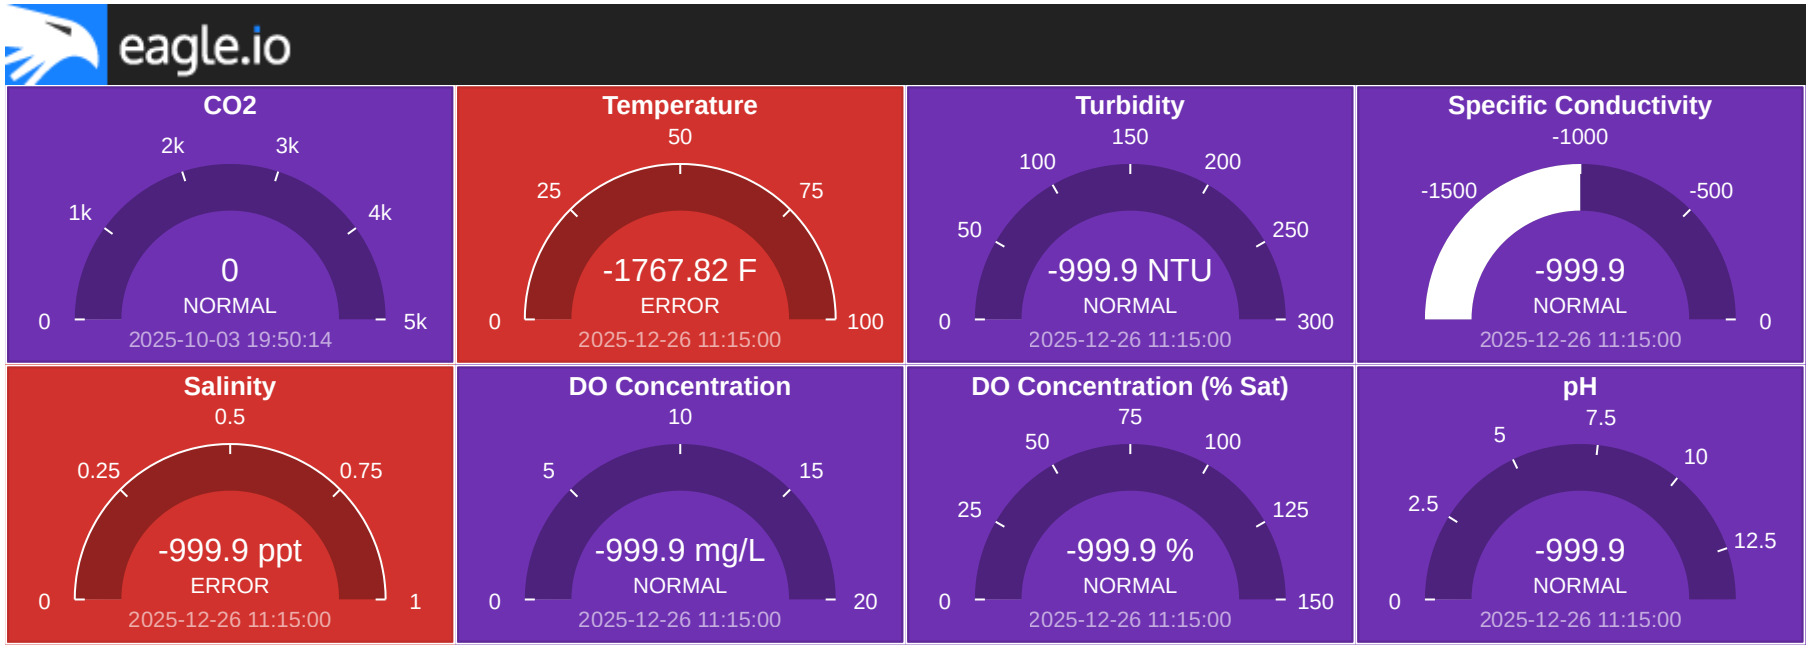 eagle.io
CO2
0
1k
2k
3k
4k
5k
0
NORMAL
2025-10-03 19:50:14
Temperature
0
25
50
75
100
-1767.82 F
ERROR
2025-12-26 11:15:00
Turbidity
0
50
100
150
200
250
300
-999.9 NTU
NORMAL
2025-12-26 11:15:00
Specific Conductivity
-1500
-1000
-500
0
-999.9
NORMAL
2025-12-26 11:15:00
Salinity
0
0.25
0.5
0.75
1
-999.9 ppt
ERROR
2025-12-26 11:15:00
DO Concentration
0
5
10
15
20
-999.9 mg/L
NORMAL
2025-12-26 11:15:00
DO Concentration (% Sat)
0
25
50
75
100
125
150
-999.9 %
NORMAL
2025-12-26 11:15:00
pH
0
2.5
5
7.5
10
12.5
-999.9
NORMAL
2025-12-26 11:15:00